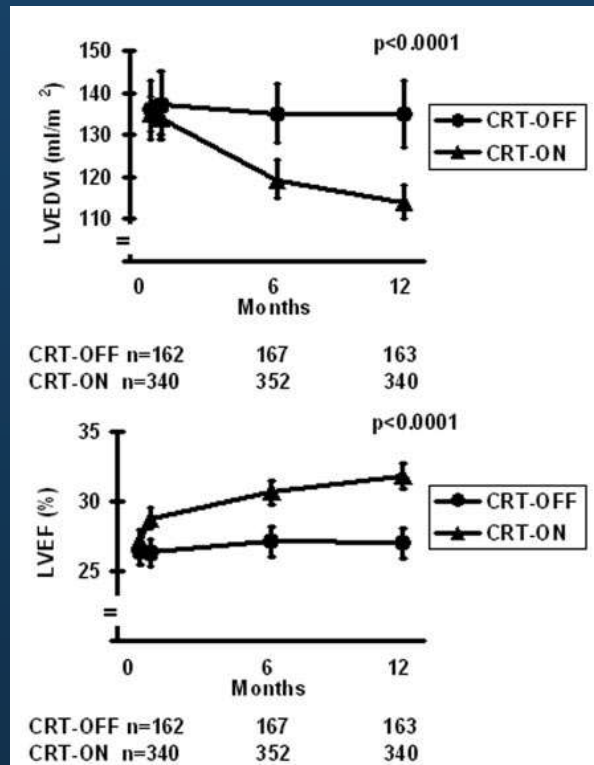 150
p<0.0001
140
130
120
110
LVEDVi (ml/m ²)
CRT-OFF
CRT-ON
=
0 6 12
Months
CRT-OFF n=162 167 163
CRT-ON n=340 352 340
p<0.0001
35
30
25
LVEF (%)
CRT-OFF
CRT-ON
=
0 6 12
Months
CRT-OFF n=162 167 163
CRT-ON n=340 352 340